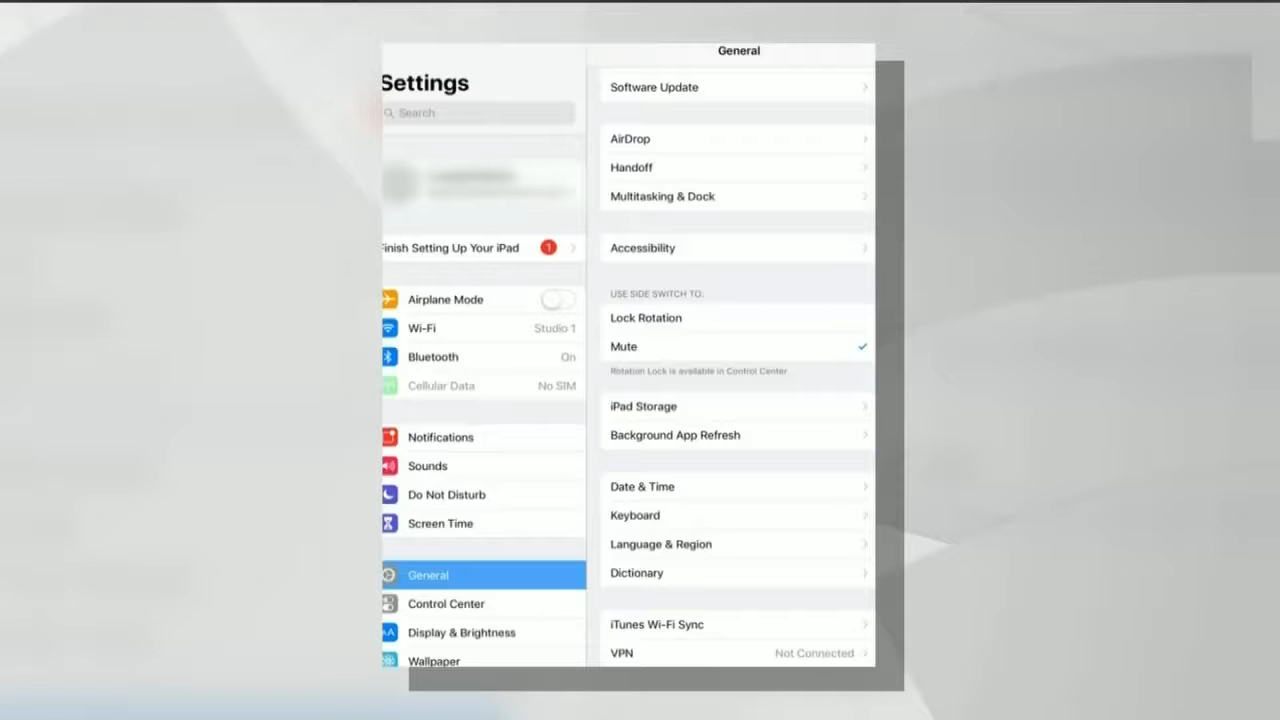 Settings
Search
Finish Setting Up Your iPad 1
Airplane Mode
Wi-Fi Studio 1
Bluetooth On
Cellular Data No SIM
Notifications
Sounds
Do Not Disturb
Screen Time
General
Control Center
AA Display & Brightness
Wallpaper
General
Software Update
AirDrop
Handoff
Multitasking & Dock
Accessibility
USE SIDE SWITCH TO:
Lock Rotation
Mute
Rotation Lock is available in Control Center
iPad Storage
Background App Refresh
Date & Time
Keyboard
Language & Region
Dictionary
iTunes Wi-Fi Sync
VPN Not Connected